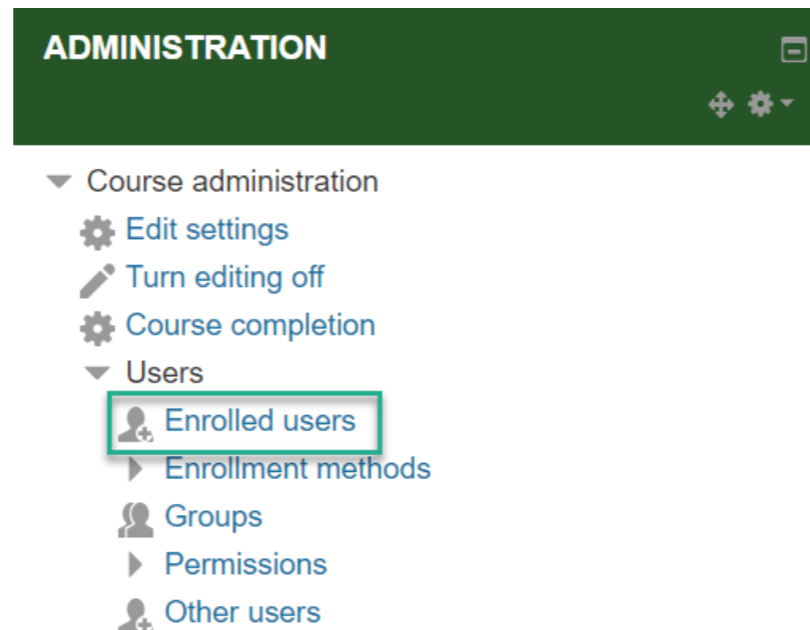 ADMINISTRATION
Course administration
Edit settings
Turn editing off
Course completion
Users
Enrolled users
Enrollment methods
Groups
Permissions
Other users